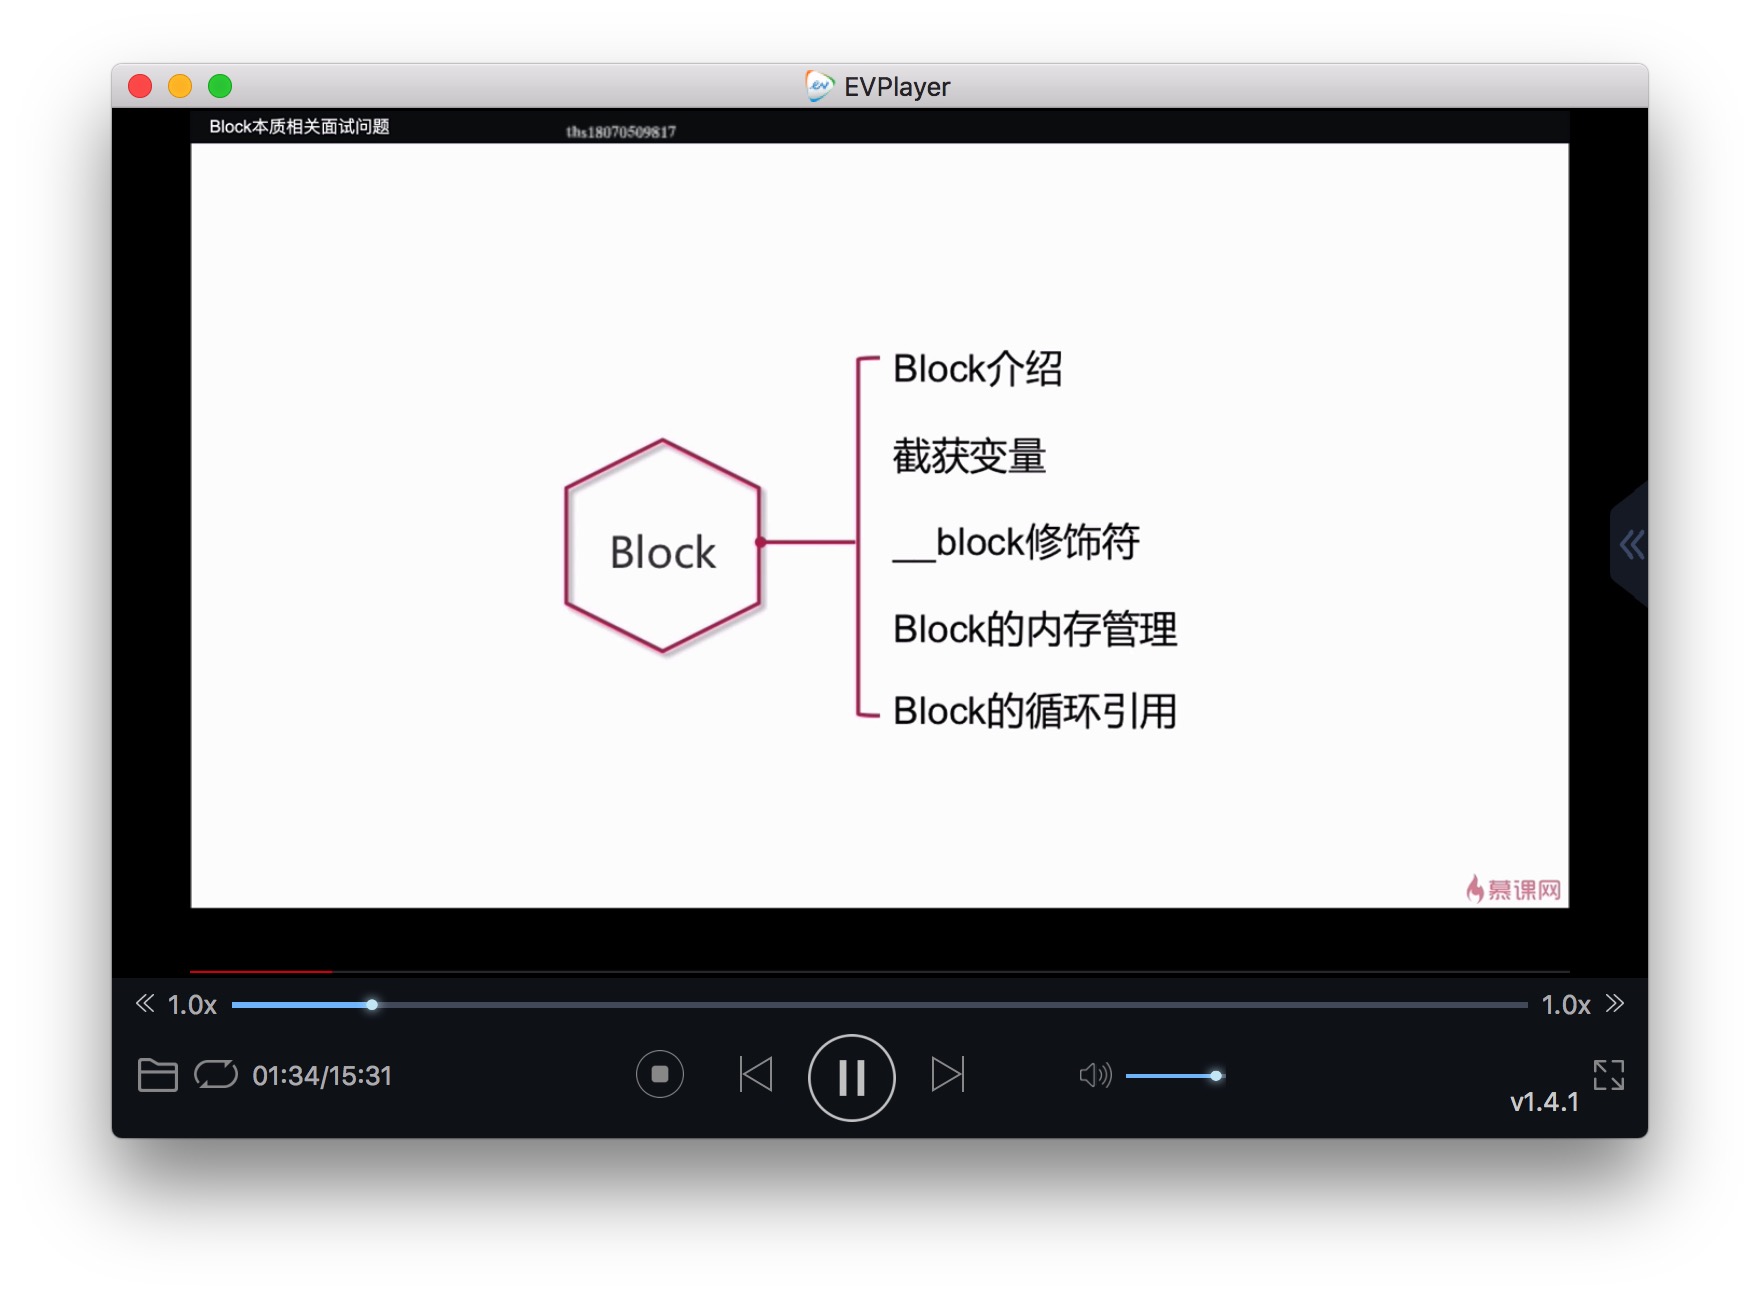 EVPlayer
Block本质相关面试问题
ths18070509817
Block介绍
截获变量
Block
__block修饰符
Block的内存管理
Block的循环引用
慕课网
1.0x
1.0x
01:34/15:31
v1.4.1